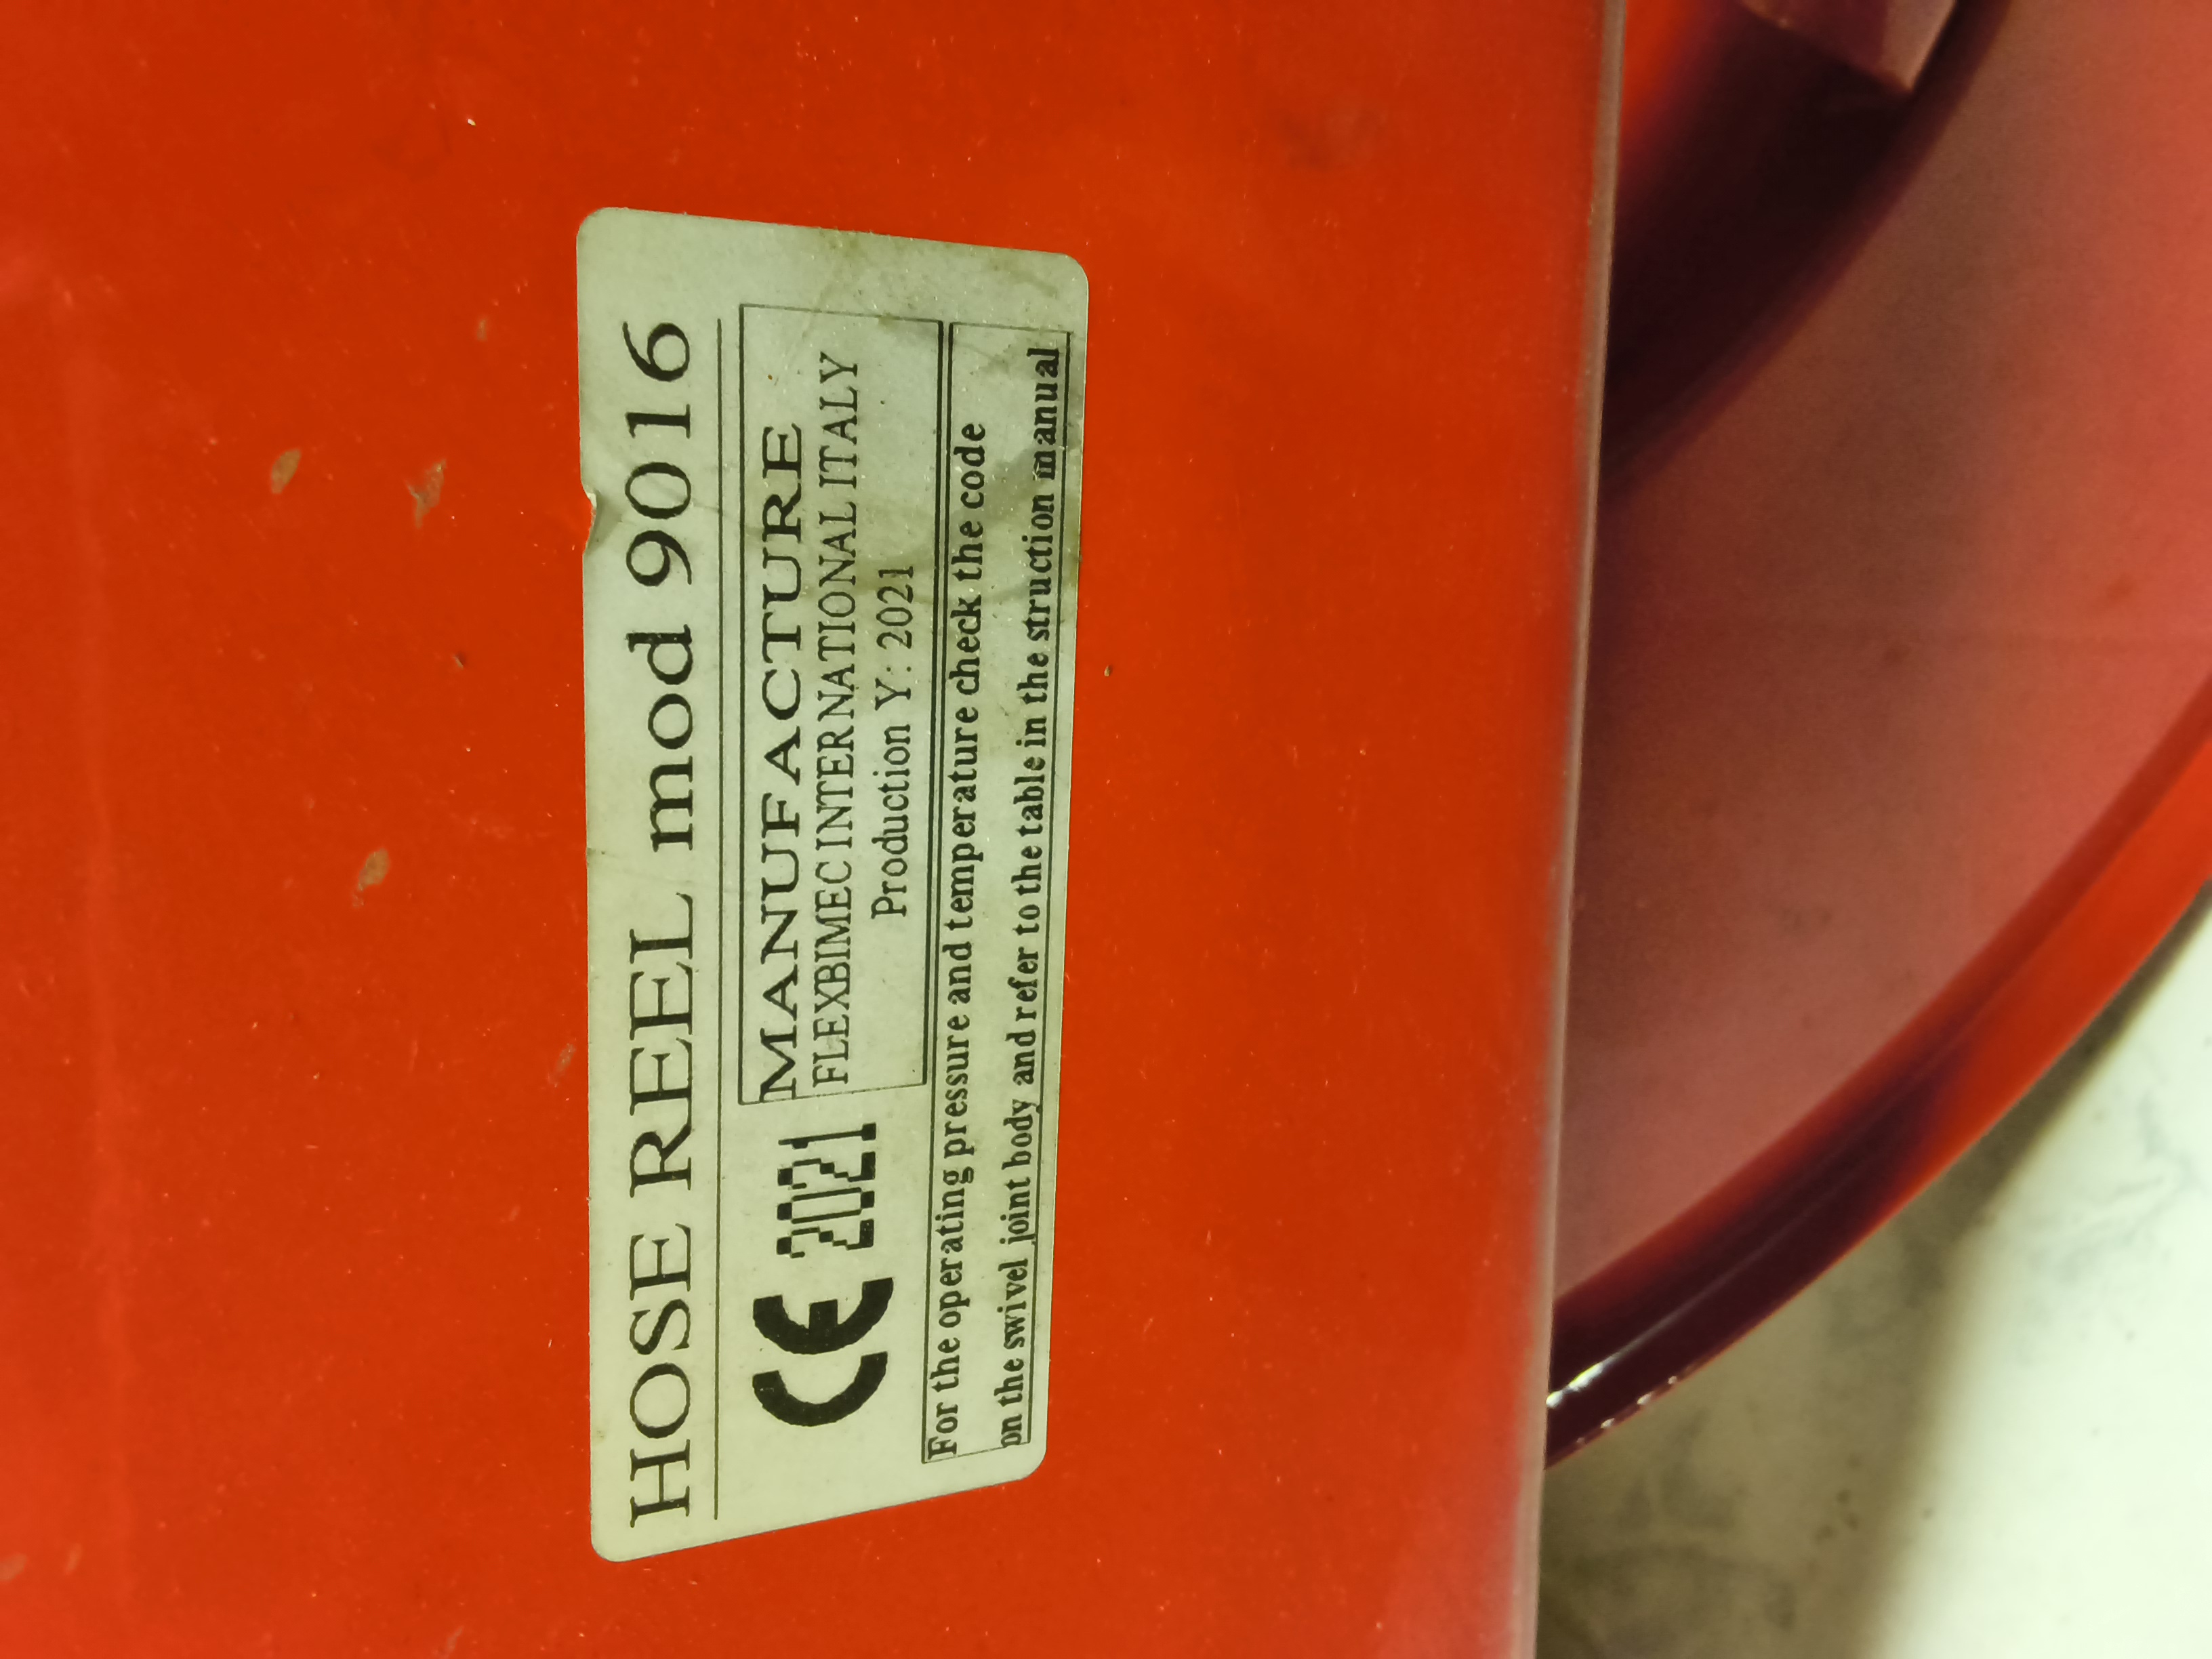 HOSE REEL mod 9016
CE 2021
MANUFACTURE
FLEXBIMEC INTERNATIONAL ITALY
Production Y: 2021
For the operating pressure and temperature check the code
on the swivel joint body and refer to the table in the struction manual